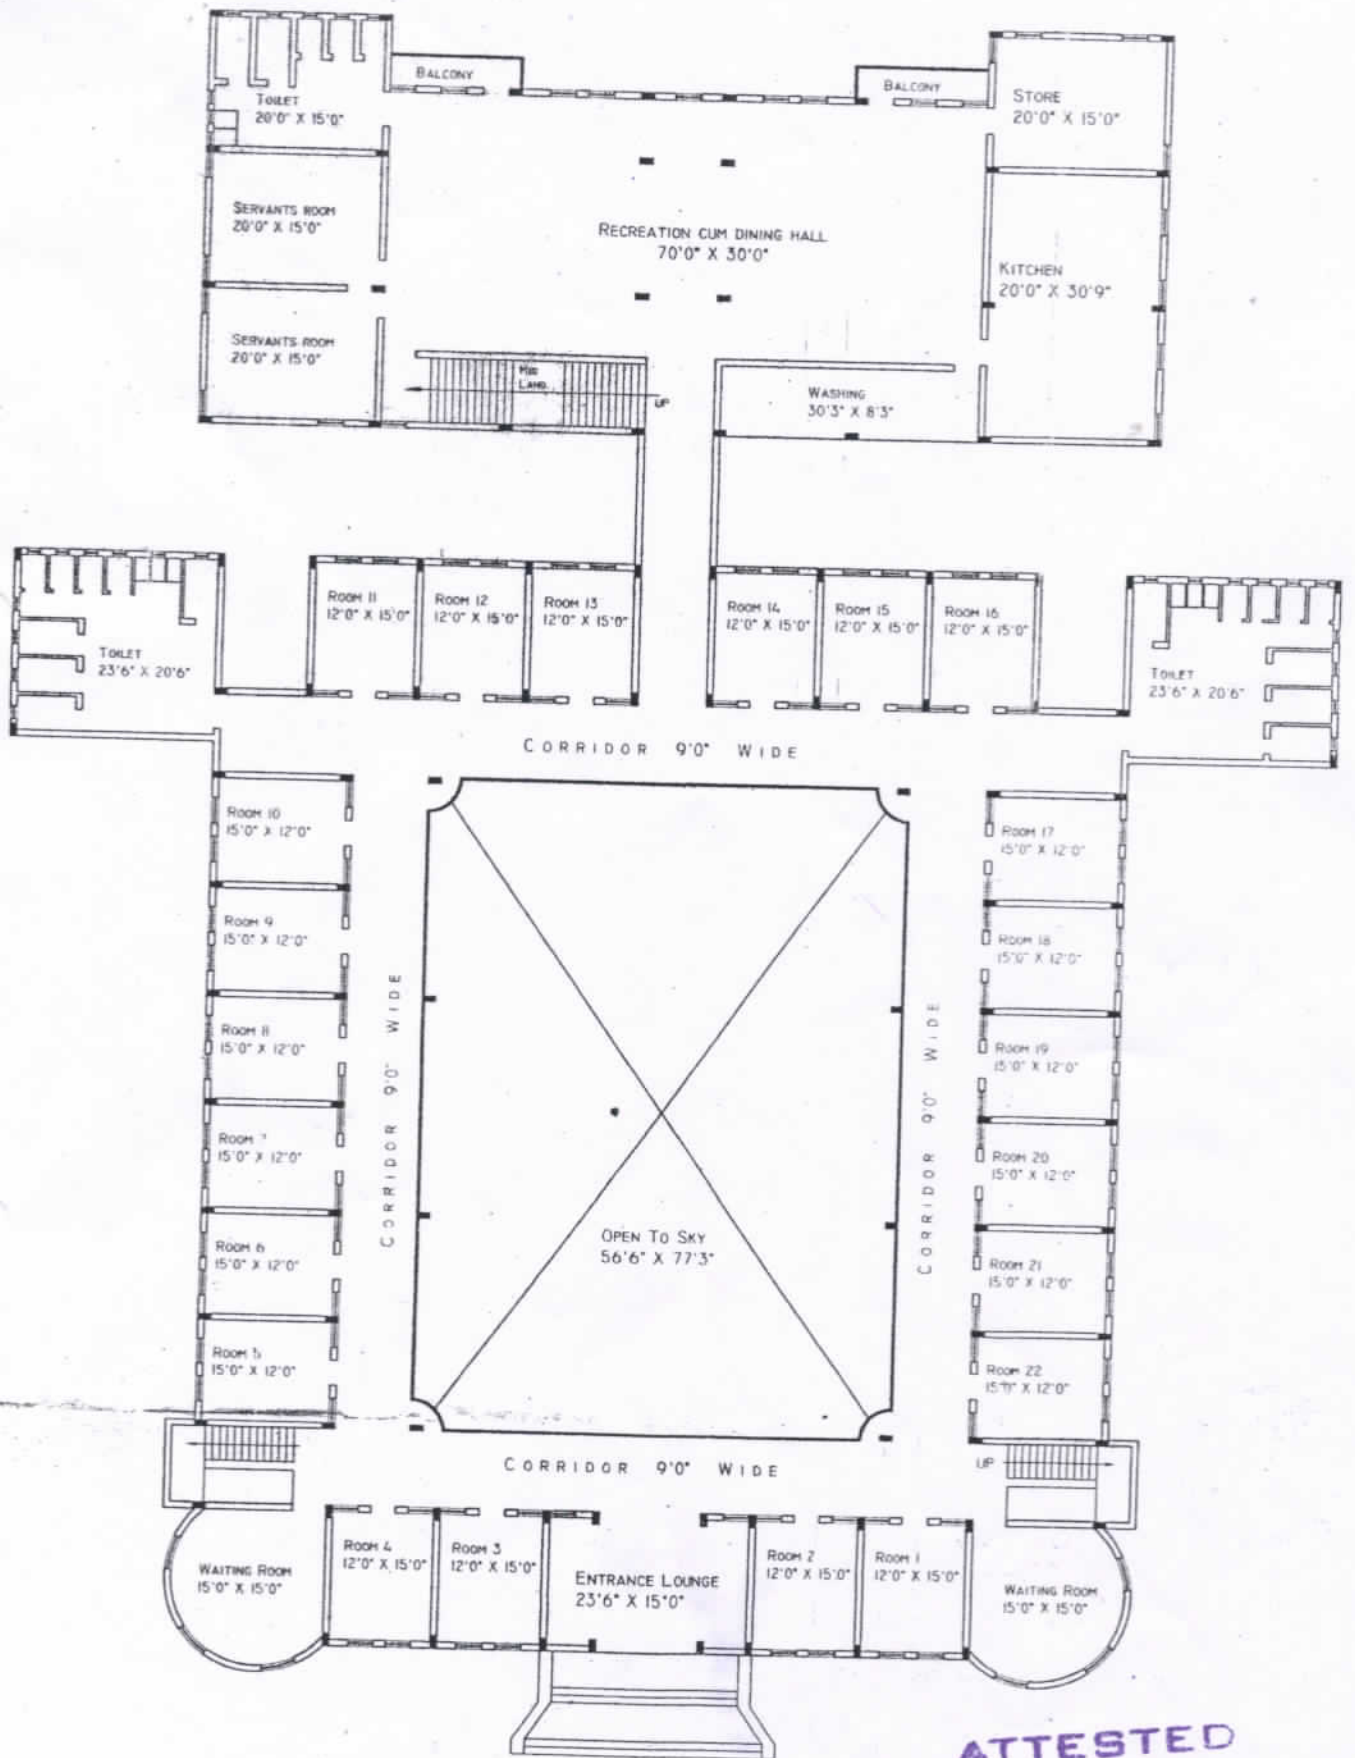 BALCONY
BALCONY
TOILET
20'0" X 15'0"
STORE
20'0" X 15'0"
SERVANTS ROOM
20'0" X 15'0"
RECREATION CUM DINING HALL
70'0" X 30'0"
KITCHEN
20'0" X 30'9"
SERVANTS ROOM
20'0" X 15'0"
MID
LAND.
UP
WASHING
30'3" X 8'3"
ROOM 11
12'0" X 15'0"
ROOM 12
12'0" X 15'0"
ROOM 13
12'0" X 15'0"
ROOM 14
12'0" X 15'0"
ROOM 15
12'0" X 15'0"
ROOM 16
12'0" X 15'0"
TOILET
23'6" X 20'6"
TOILET
23'6" X 20'6"
CORRIDOR 9'0" WIDE
ROOM 10
15'0" X 12'0"
ROOM 17
15'0" X 12'0"
ROOM 9
15'0" X 12'0"
ROOM 18
15'0" X 12'0"
CORRIDOR 9'0" WIDE
CORRIDOR 9'0" WIDE
ROOM 8
15'0" X 12'0"
ROOM 19
15'0" X 12'0"
ROOM 7
15'0" X 12'0"
ROOM 20
15'0" X 12'0"
OPEN TO SKY
56'6" X 77'3"
ROOM 6
15'0" X 12'0"
ROOM 21
15'0" X 12'0"
ROOM 5
15'0" X 12'0"
ROOM 22
15'0" X 12'0"
CORRIDOR 9'0" WIDE
UP
WAITING ROOM
15'0" X 15'0"
ROOM 4
12'0" X 15'0"
ROOM 3
12'0" X 15'0"
ENTRANCE LOUNGE
23'6" X 15'0"
ROOM 2
12'0" X 15'0"
ROOM 1
12'0" X 15'0"
WAITING ROOM
15'0" X 15'0"
ATTESTED